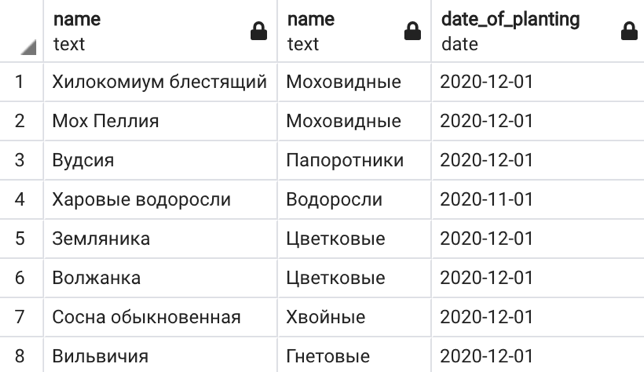 name name date_of_planting
text text date
1 Хилокомиум блестящий Моховидные 2020-12-01
2 Мох Пеллия Моховидные 2020-12-01
3 Вудсия Папоротники 2020-12-01
4 Харовые водоросли Водоросли 2020-11-01
5 Земляника Цветковые 2020-12-01
6 Волжанка Цветковые 2020-12-01
7 Сосна обыкновенная Хвойные 2020-12-01
8 Вильвичия Гнетовые 2020-12-01